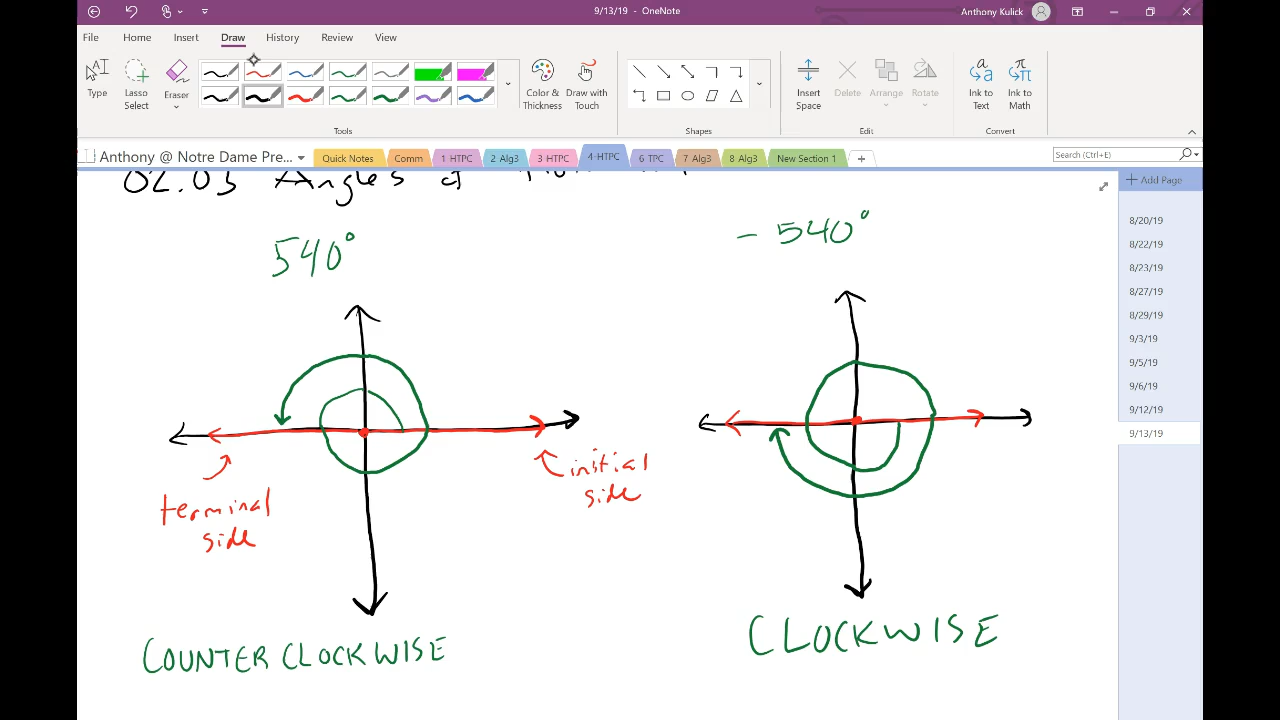 9/13/19 - OneNote
Anthony Kulick
File Home Insert Draw History Review View
Type
Lasso Select
Eraser
Color & Thickness
Draw with Touch
Insert Space
Delete
Arrange
Rotate
Ink to Text
Ink to Math
Tools Shapes Edit Convert
Anthony @ Notre Dame Pre...
Quick Notes Comm 1 HTPC 2 Alg3 3 HTPC 4 HTPC 6 TPC 7 Alg3 8 Alg3 New Section 1 +
Search (Ctrl+E)
Add Page
8/20/19
8/22/19
8/23/19
8/27/19
8/29/19
9/3/19
9/5/19
9/6/19
9/12/19
9/13/19
02.03 Angles of
540°
terminal
side
initial
side
COUNTER CLOCKWISE
- 540°
CLOCKWISE